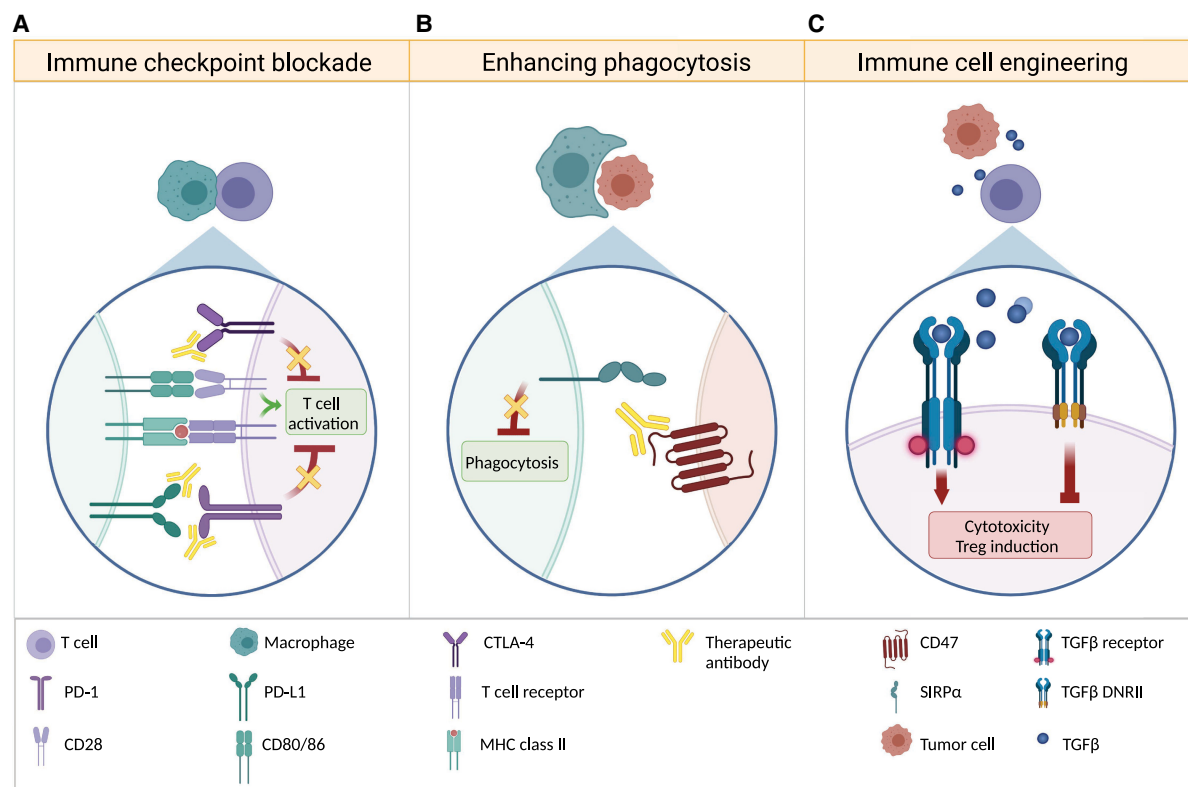 A
B
C
Immune checkpoint blockade
Enhancing phagocytosis
Immune cell engineering
T cell
activation
Phagocytosis
Cytotoxicity
Treg induction
T cell
Macrophage
CTLA-4
Therapeutic
antibody
CD47
TGFβ receptor
PD-1
PD-L1
T cell receptor
SIRPα
TGFβ DNRII
CD28
CD80/86
MHC class II
Tumor cell
TGFβ